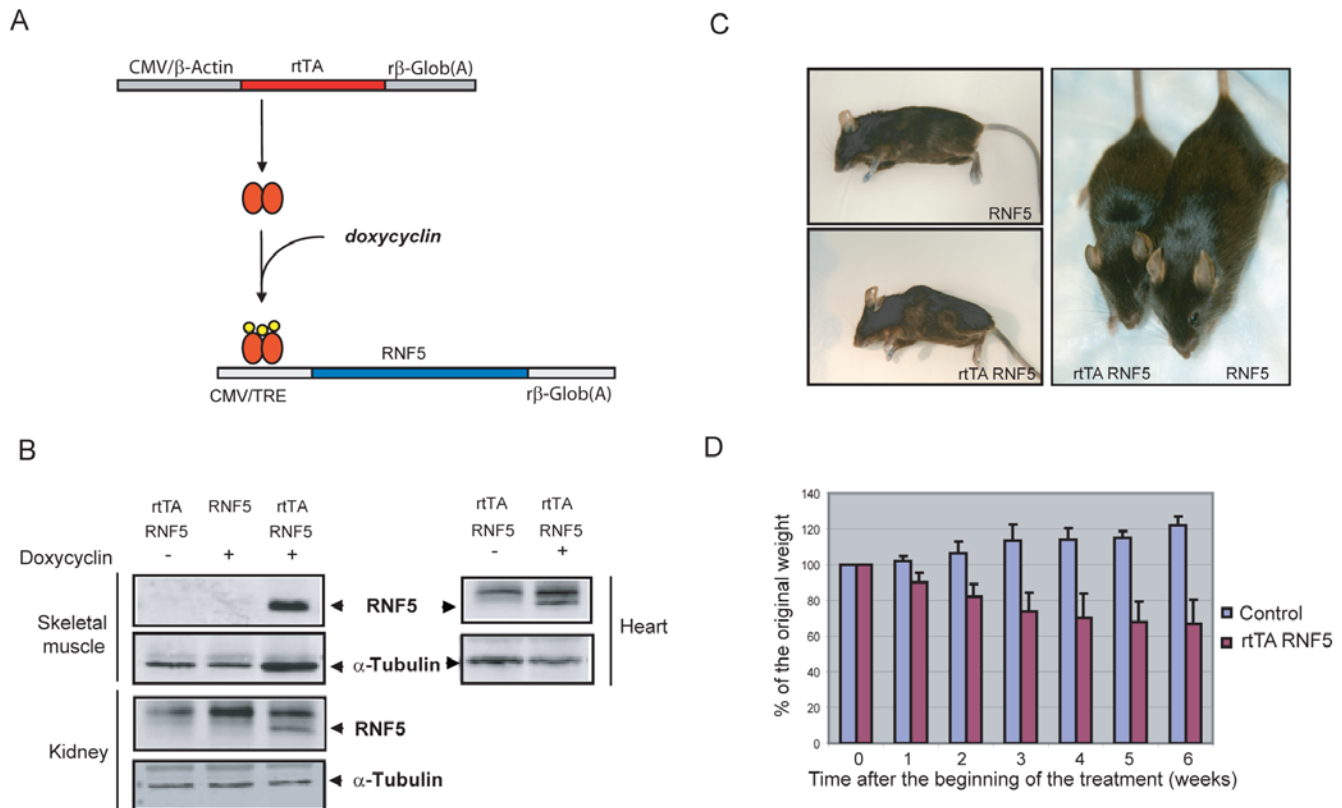 A
CMV/β-Actin rtTA rβ-Glob(A)
doxycyclin
RNF5
CMV/TRE rβ-Glob(A)
B
rtTA RNF5 rtTA
RNF5 RNF5
Doxycyclin - + +
Skeletal
muscle
RNF5
α-Tubulin
Kidney
RNF5
α-Tubulin
rtTA rtTA
RNF5 RNF5
- +
Heart
C
RNF5
rtTA RNF5
rtTA RNF5 RNF5
D
% of the original weight
140
120
100
80
60
40
20
0
0 1 2 3 4 5 6
Time after the beginning of the treatment (weeks)
Control
rtTA RNF5